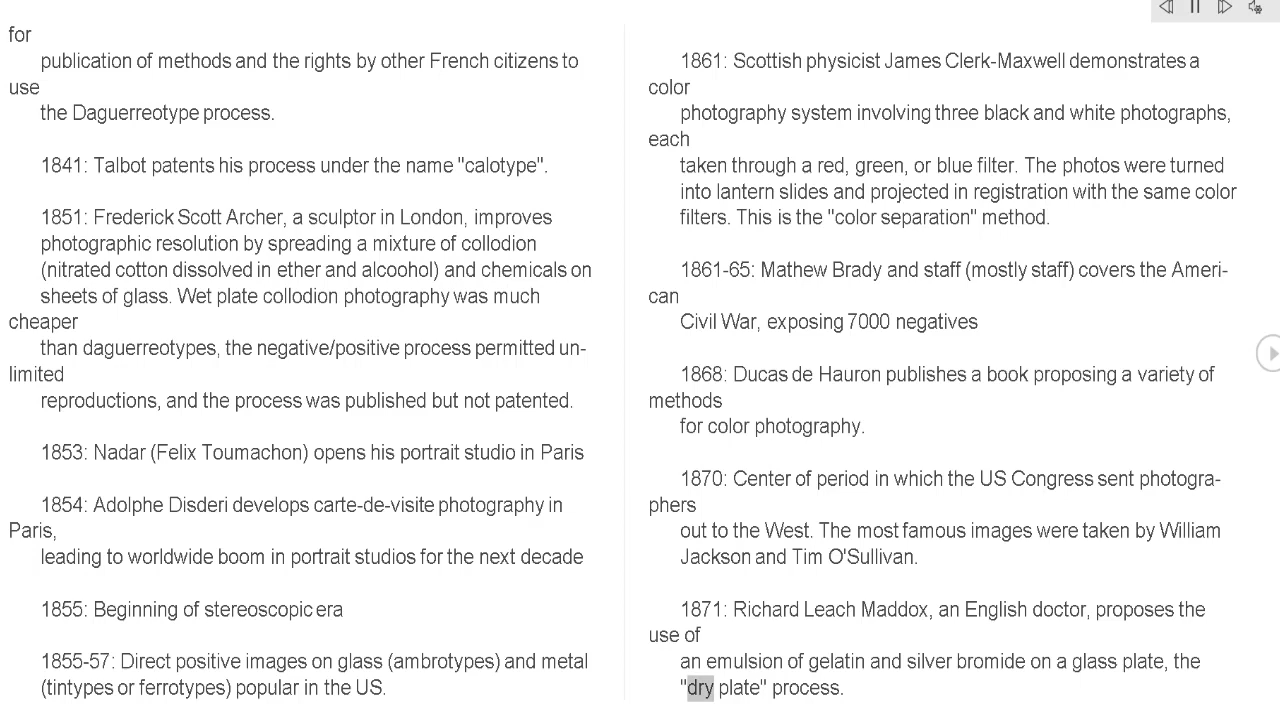 for
publication of methods and the rights by other French citizens to
use
the Daguerreotype process.
1841: Talbot patents his process under the name "calotype".
1851: Frederick Scott Archer, a sculptor in London, improves
photographic resolution by spreading a mixture of collodion
(nitrated cotton dissolved in ether and alcoohol) and chemicals on
sheets of glass. Wet plate collodion photography was much
cheaper
than daguerreotypes, the negative/positive process permitted un-
limited
reproductions, and the process was published but not patented.
1853: Nadar (Felix Toumachon) opens his portrait studio in Paris
1854: Adolphe Disderi develops carte-de-visite photography in
Paris,
leading to worldwide boom in portrait studios for the next decade
1855: Beginning of stereoscopic era
1855-57: Direct positive images on glass (ambrotypes) and metal
(tintypes or ferrotypes) popular in the US.
1861: Scottish physicist James Clerk-Maxwell demonstrates a
color
photography system involving three black and white photographs,
each
taken through a red, green, or blue filter. The photos were turned
into lantern slides and projected in registration with the same color
filters. This is the "color separation" method.
1861-65: Mathew Brady and staff (mostly staff) covers the Ameri-
can
Civil War, exposing 7000 negatives
1868: Ducas de Hauron publishes a book proposing a variety of
methods
for color photography.
1870: Center of period in which the US Congress sent photogra-
phers
out to the West. The most famous images were taken by William
Jackson and Tim O'Sullivan.
1871: Richard Leach Maddox, an English doctor, proposes the
use of
an emulsion of gelatin and silver bromide on a glass plate, the
"dry plate" process.